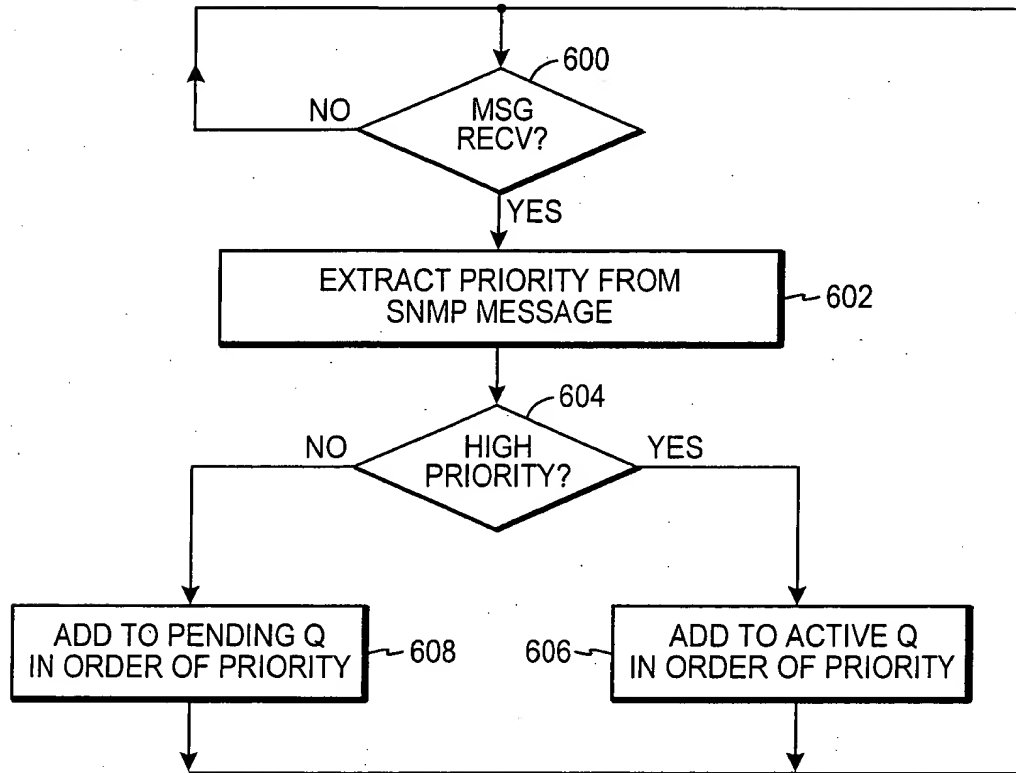 600
NO
MSG
RECV?
YES
EXTRACT PRIORITY FROM
SNMP MESSAGE
602
604
NO
HIGH
PRIORITY?
YES
ADD TO PENDING Q
IN ORDER OF PRIORITY
608
606
ADD TO ACTIVE Q
IN ORDER OF PRIORITY